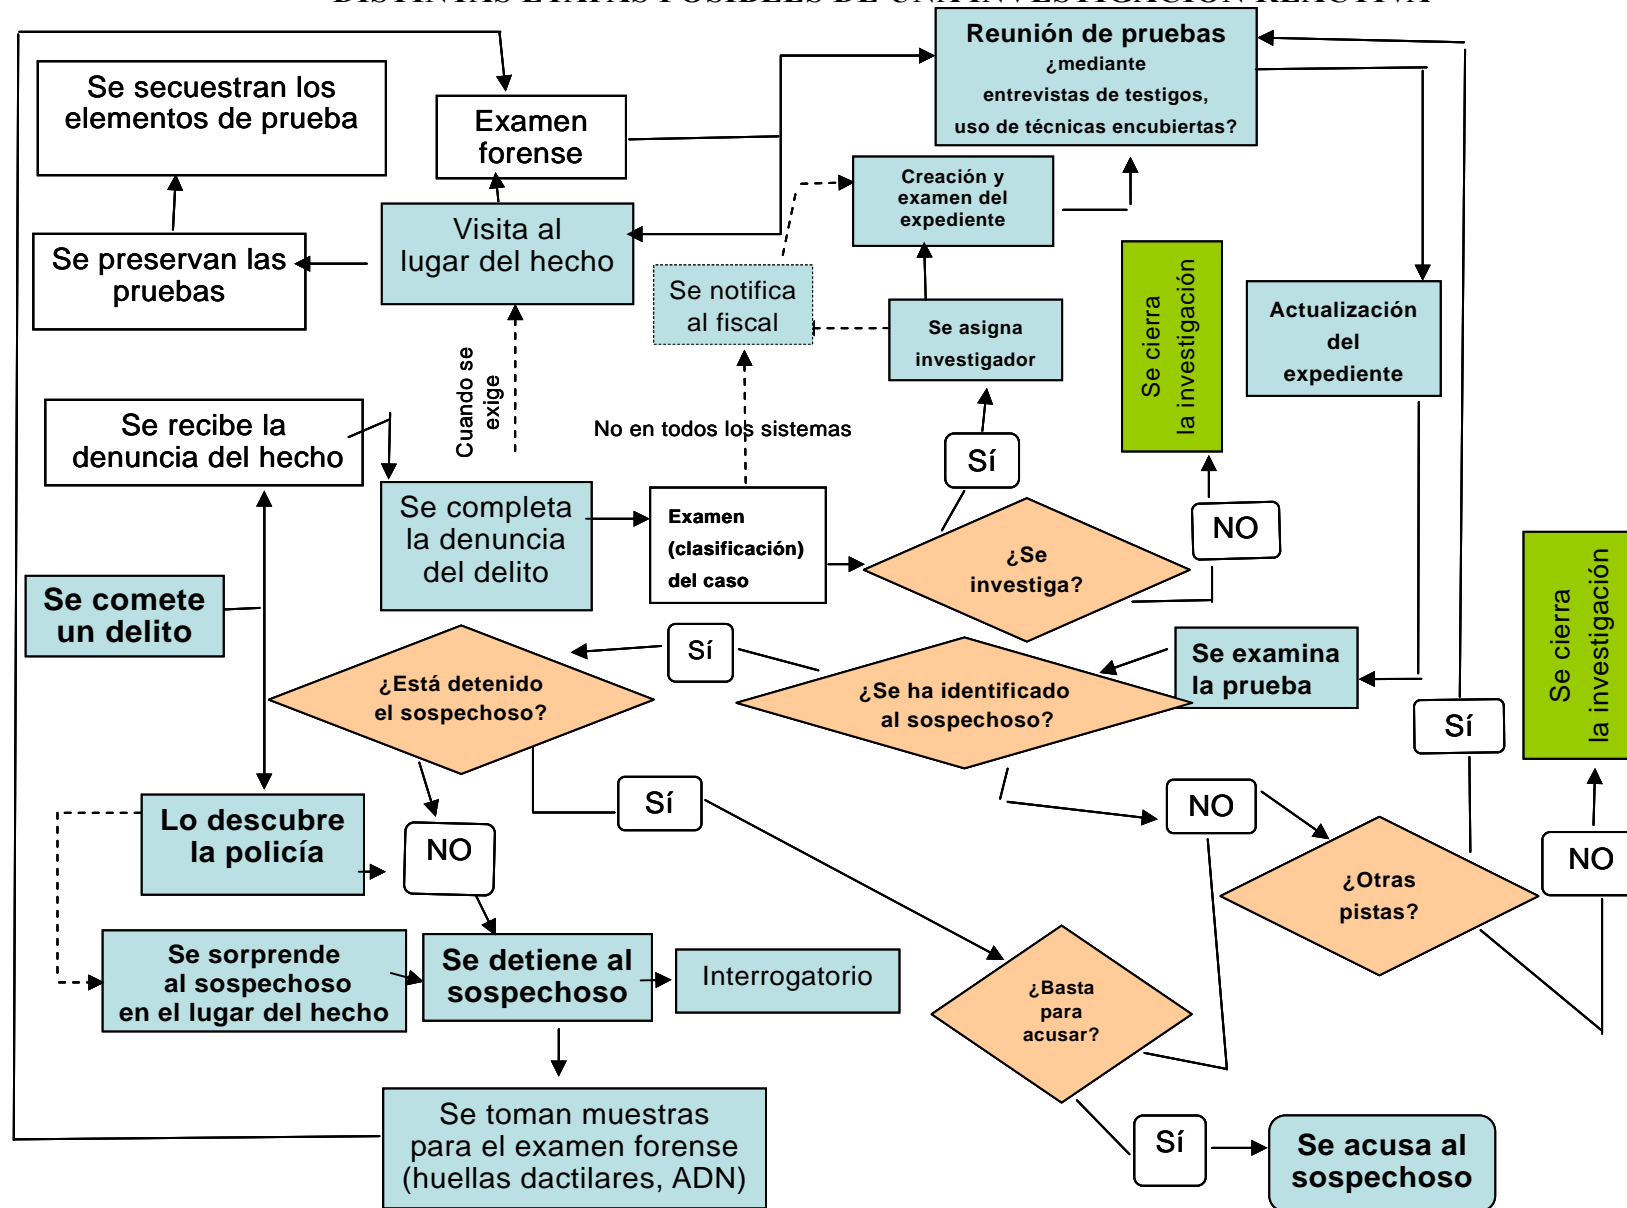 DISTINTAS ETAPAS POSIBLES DE UNA INVESTIGACIÓN REACTIVA
Reunión de pruebas
¿mediante
entrevistas de testigos,
uso de técnicas encubiertas?
Se secuestran los
elementos de prueba
Examen
forense
Creación y
examen del
expediente
Visita al
lugar del hecho
Se preservan las
pruebas
Se notifica
al fiscal
Se asigna
investigador
Se cierra
la investigación
Actualización
del
expediente
Cuando se
exige
No en todos los sistemas
Se recibe la
denuncia del hecho
Sí
Se completa
la denuncia
del delito
Examen
(clasificación)
del caso
¿Se
investiga?
NO
Se cierra
la investigación
Se comete
un delito
¿Está detenido
el sospechoso?
Sí
¿Se ha identificado
al sospechoso?
Se examina
la prueba
Sí
Lo descubre
la policía
NO
Sí
NO
¿Otras
pistas?
NO
Se sorprende
al sospechoso
en el lugar del hecho
Se detiene al
sospechoso
Interrogatorio
¿Basta
para
acusar?
Se toman muestras
para el examen forense
(huellas dactilares, ADN)
Sí
Se acusa al
sospechoso